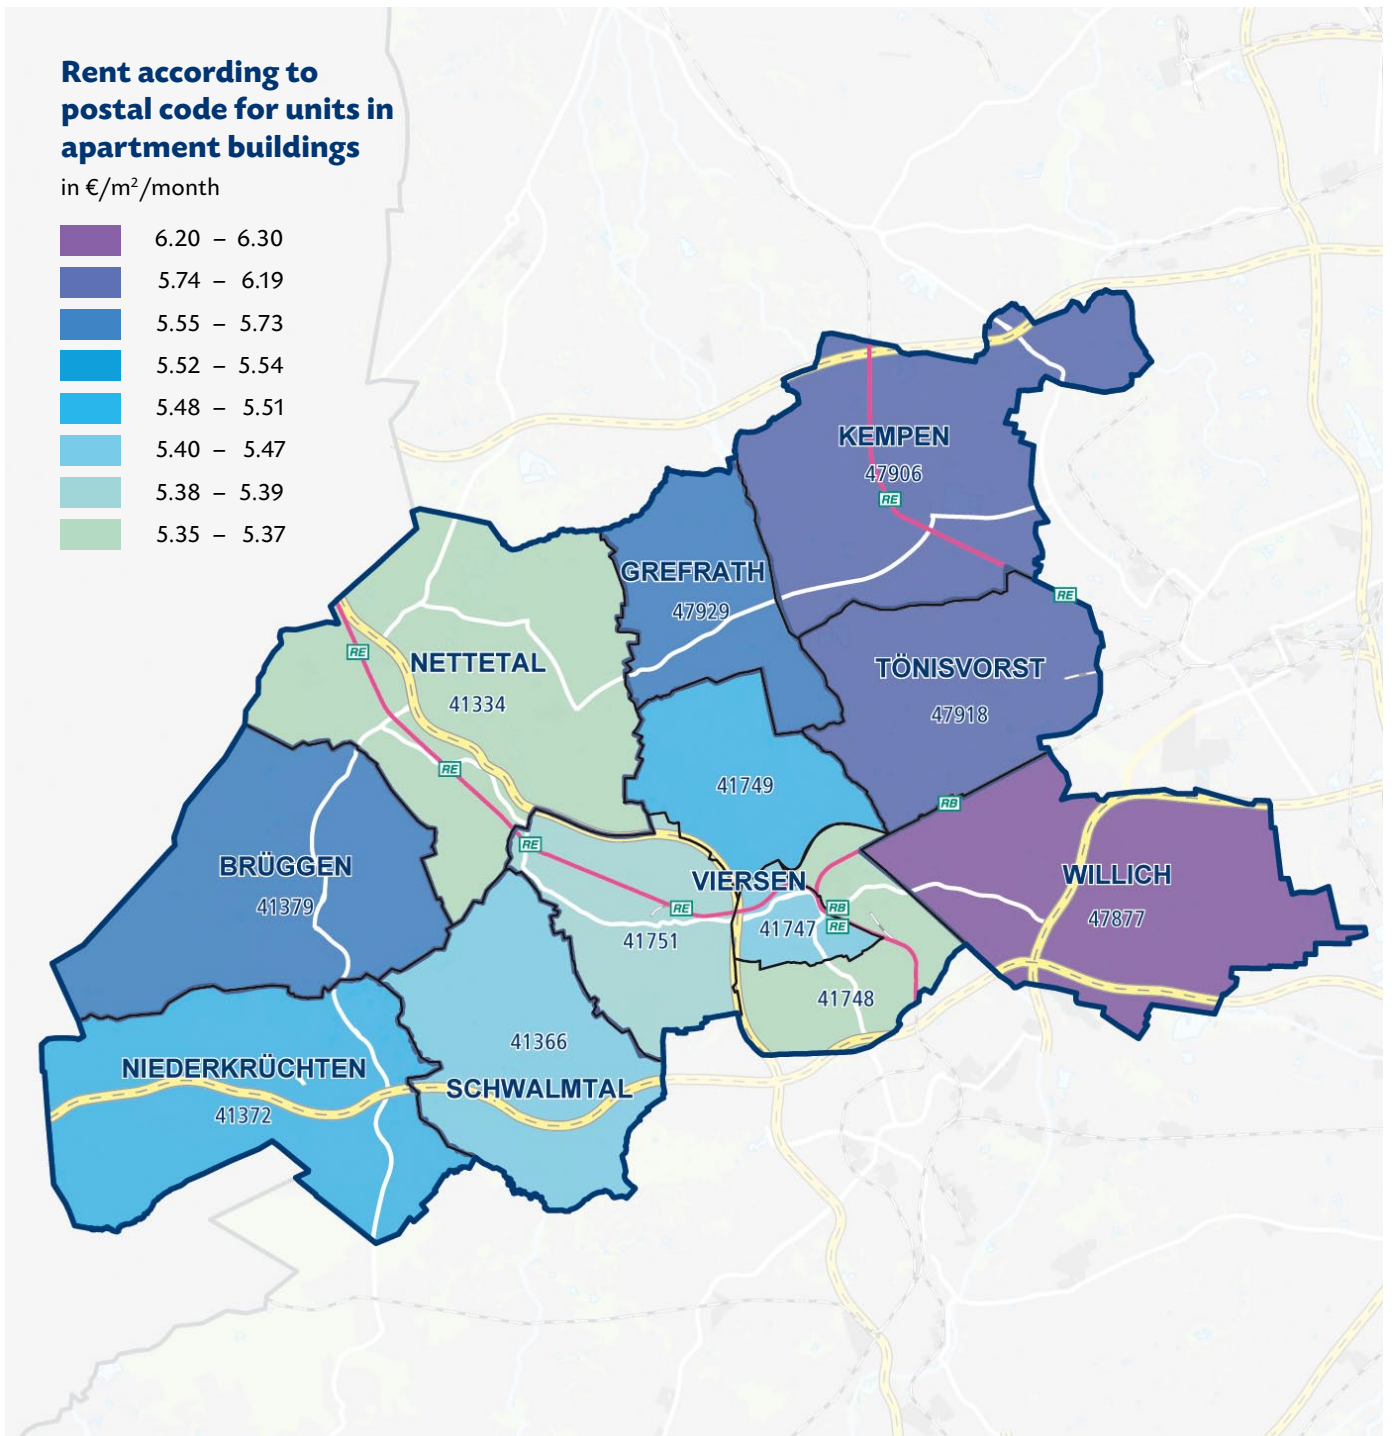 Rent according to
postal code for units in
apartment buildings
in €/m²/month
6.20 – 6.30
5.74 – 6.19
5.55 – 5.73
5.52 – 5.54
5.48 – 5.51
5.40 – 5.47
5.38 – 5.39
5.35 – 5.37
KEMPEN
47906
RE
GREFRATH
47929
RE
NETTETAL
41334
RE
TÖNISVORST
47918
RE
41749
RB
RE
BRÜGGEN
41379
VIERSEN
WILLICH
47877
RE
RB
RE
41747
41751
41748
41366
NIEDERKRÜCHTEN
41372
SCHWALMTAL